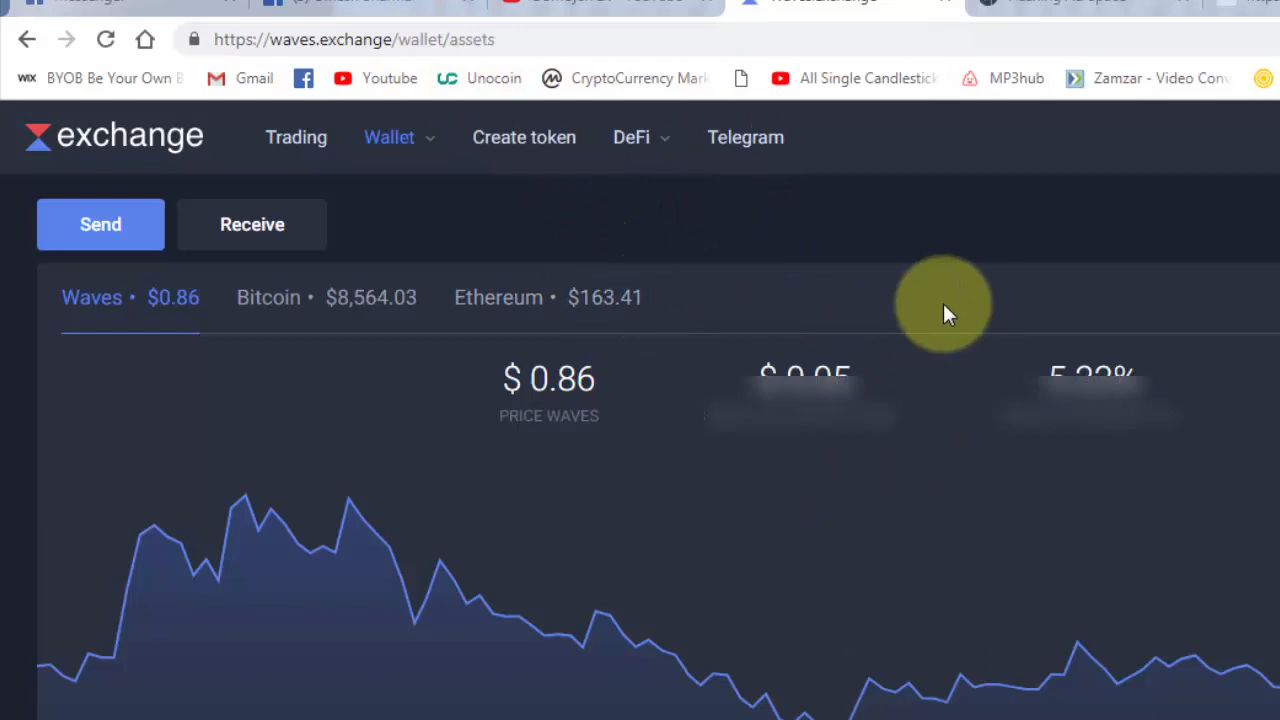 https://waves.exchange/wallet/assets
WIX BYOB Be Your Own B Gmail Youtube Unocoin CryptoCurrency Mark All Single Candlestick MP3hub Zamzar - Video Conv
exchange Trading Wallet Create token DeFi Telegram
Send Receive
Waves • $0.86 Bitcoin • $8,564.03 Ethereum • $163.41
$ 0.86
PRICE WAVES